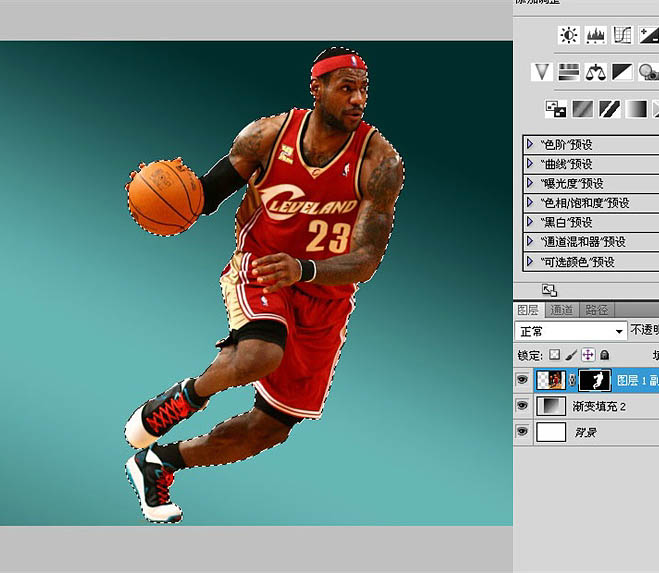 CLEVELAND
23
"色阶"预设
"曲线"预设
"曝光度"预设
"色相/饱和度"预设
"黑白"预设
"通道混和器"预设
"可选颜色"预设
图层 通道 路径
正常 不透明
锁定:
图层 1 副
渐变填充 2
背景